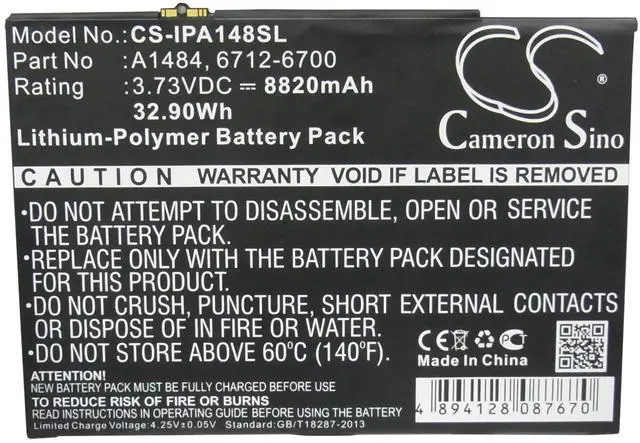 Model No.: CS-IPA148SL
Part No : A1484, 6712-6700
Rating : 3.73VDC ⎓ 8820mAh
32.90Wh
Lithium-Polymer Battery Pack
Cameron Sino
®
CAUTION WARRANTY VOID IF LABEL IS REMOVED
•DO NOT ATTEMPT TO DISASSEMBLE, OPEN OR SERVICE
THE BATTERY PACK.
•REPLACE ONLY WITH THE BATTERY PACK DESIGNATED
FOR THIS PRODUCT.
•DO NOT CRUSH, PUNCTURE, SHORT EXTERNAL CONTACTS
OR DISPOSE OF IN FIRE OR WATER.
•DO NOT STORE ABOVE 60°C (140°F).
CE
Made In China
ATTENTION!
NEW BATTERY PACK MUST BE FULLY CHARGED BEFORE USE
TO REDUCE RISK OF FIRE OR BURNS
READ INSTRUCTIONS IN OPERATING MANUAL BEFORE USE
Limited Charge Voltage:4.25V±0.05V Standard:GB/T18287-2013
4 894128 087670